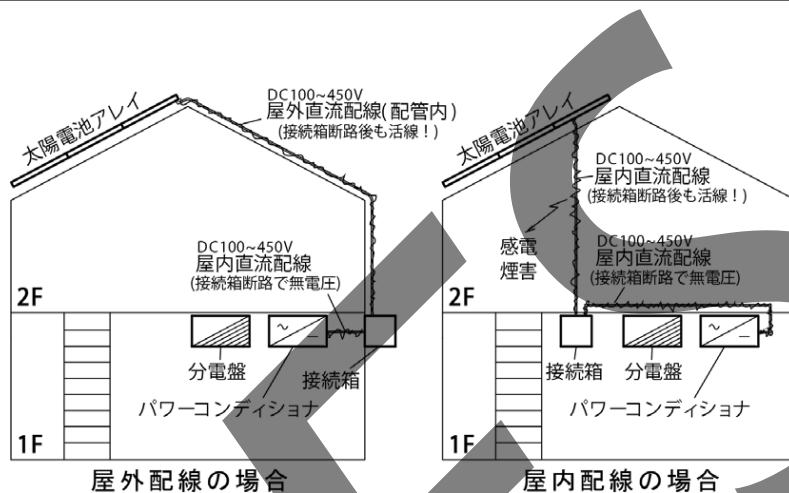 DC100~450V
屋外直流配線(配管内)
(接続箱断路後も活線！)
太陽電池アレイ
DC100~450V
屋内直流配線
(接続箱断路で無電圧)
2F
分電盤
接続箱
パワーコンディショナ
1F
屋外配線の場合
太陽電池アレイ
DC100~450V
屋内直流配線
(接続箱断路後も活線！)
感電
煙害
DC100~450V
屋内直流配線
(接続箱断路で無電圧)
2F
接続箱
分電盤
パワーコンディショナ
1F
屋内配線の場合